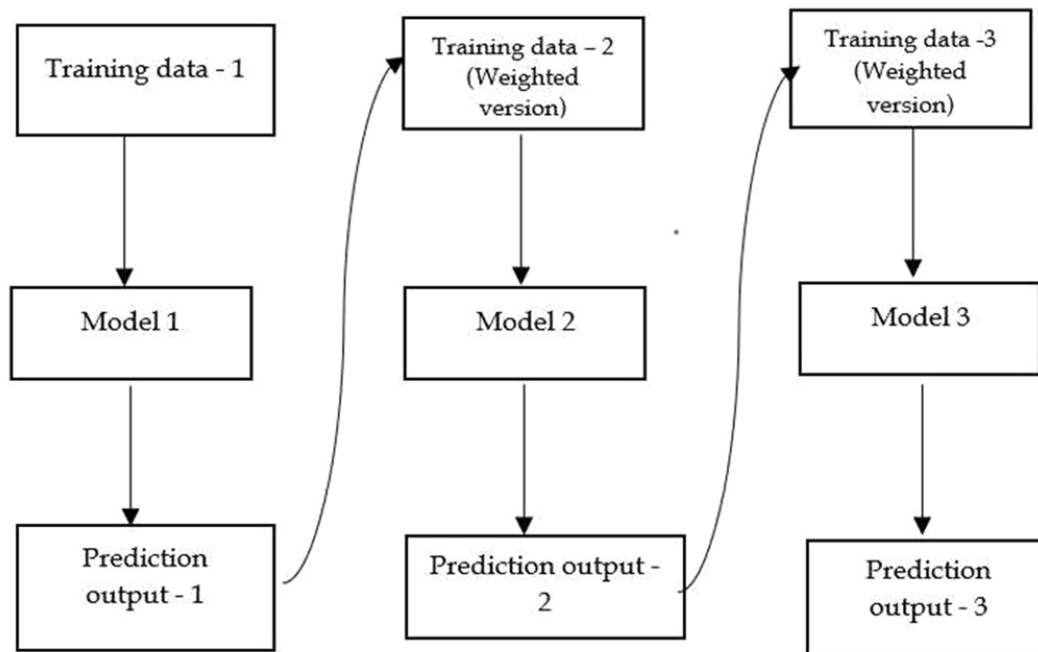 Training data - 1
Training data – 2
(Weighted
version)
Training data -3
(Weighted
version)
Model 1
Model 2
Model 3
Prediction
output - 1
Prediction output -
2
Prediction
output - 3